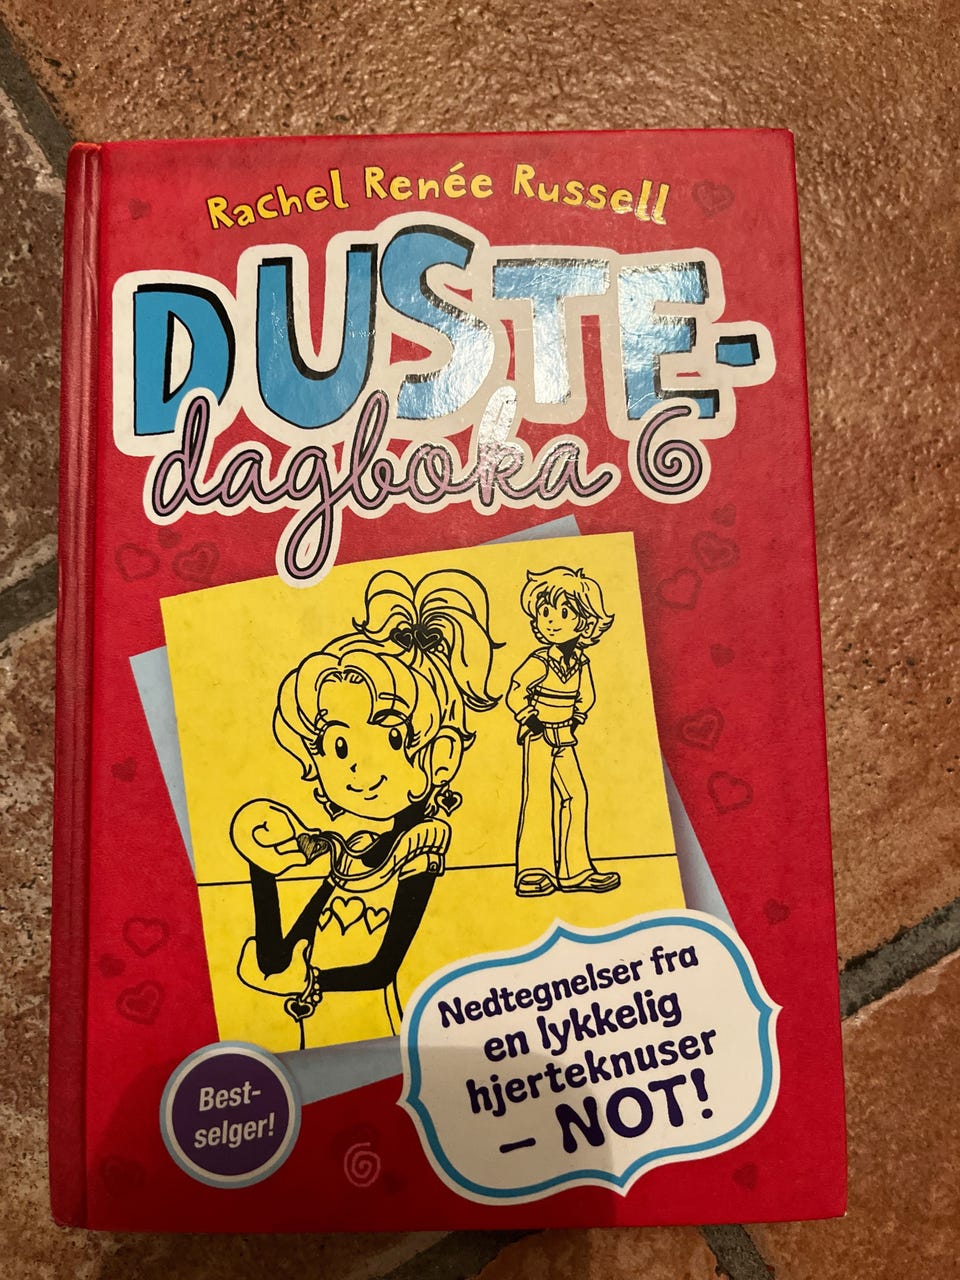 Rachel Renée Russell
DUSTE-
dagboka 6
Nedtegnelser fra
en lykkelig
hjerteknuser
– NOT!
Best-
selger!